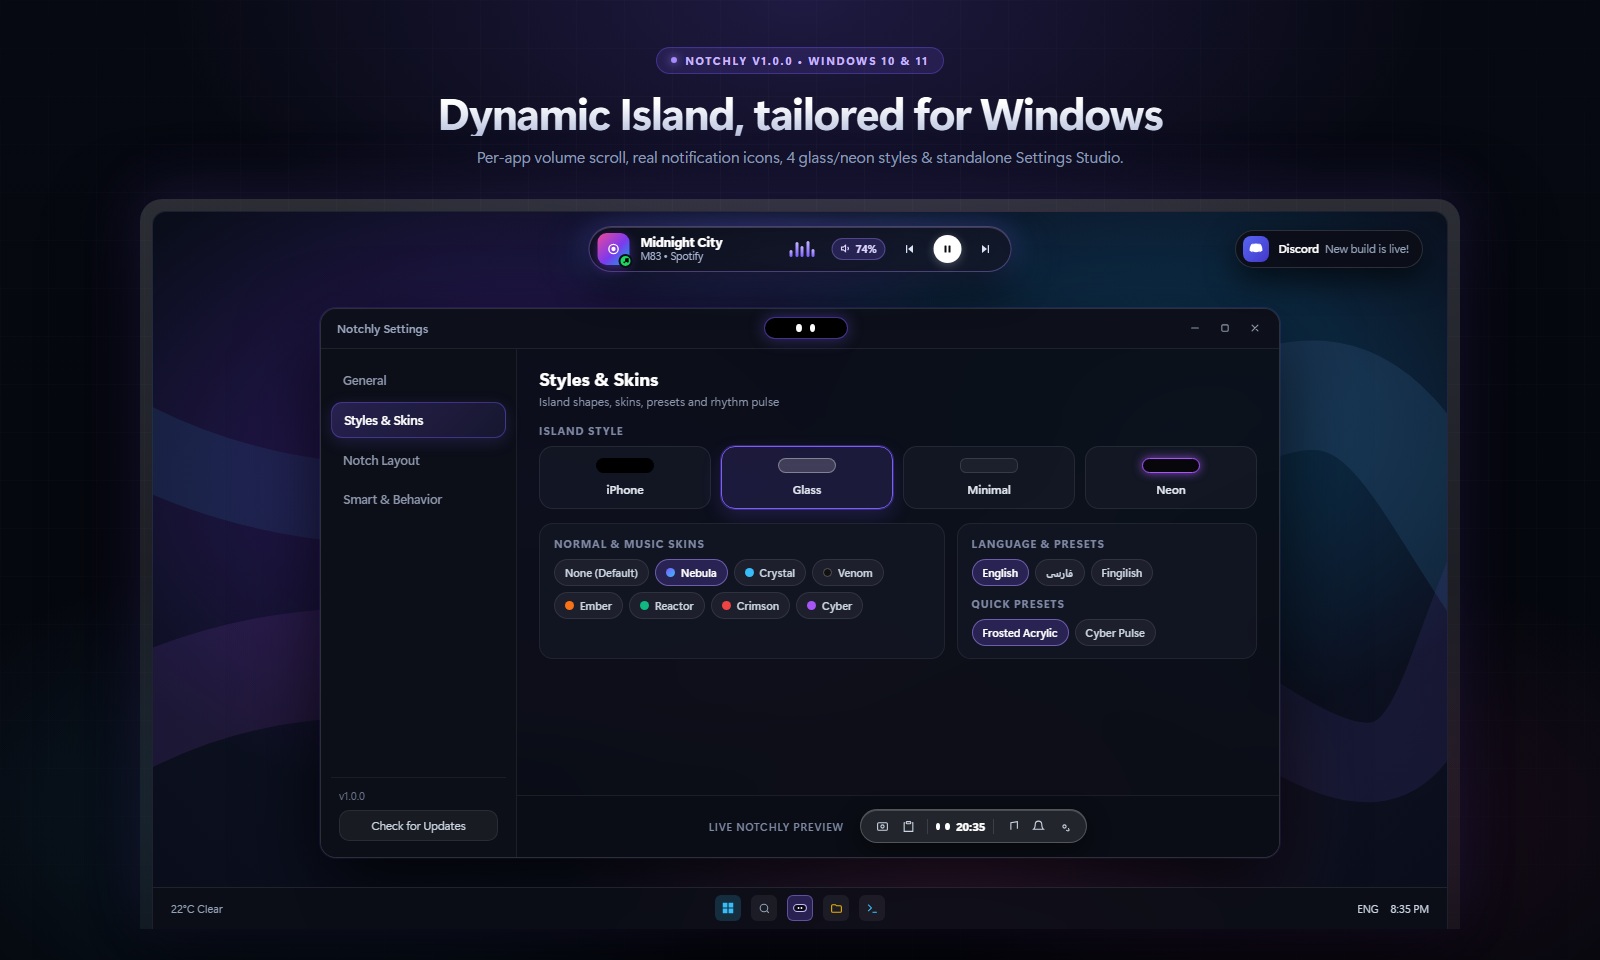 NOTCHLY V1.0.0 • WINDOWS 10 & 11
Dynamic Island, tailored for Windows
Per-app volume scroll, real notification icons, 4 glass/neon styles & standalone Settings Studio.
Midnight City
M83 • Spotify
74%
Discord New build is live!
Notchly Settings
General
Styles & Skins
Notch Layout
Smart & Behavior
v1.0.0
Check for Updates
Styles & Skins
Island shapes, skins, presets and rhythm pulse
ISLAND STYLE
iPhone
Glass
Minimal
Neon
NORMAL & MUSIC SKINS
None (Default) Nebula Crystal Venom
Ember Reactor Crimson Cyber
LANGUAGE & PRESETS
English فارسی Fingilish
QUICK PRESETS
Frosted Acrylic Cyber Pulse
LIVE NOTCHLY PREVIEW
20:35
22°C Clear
ENG 8:35 PM